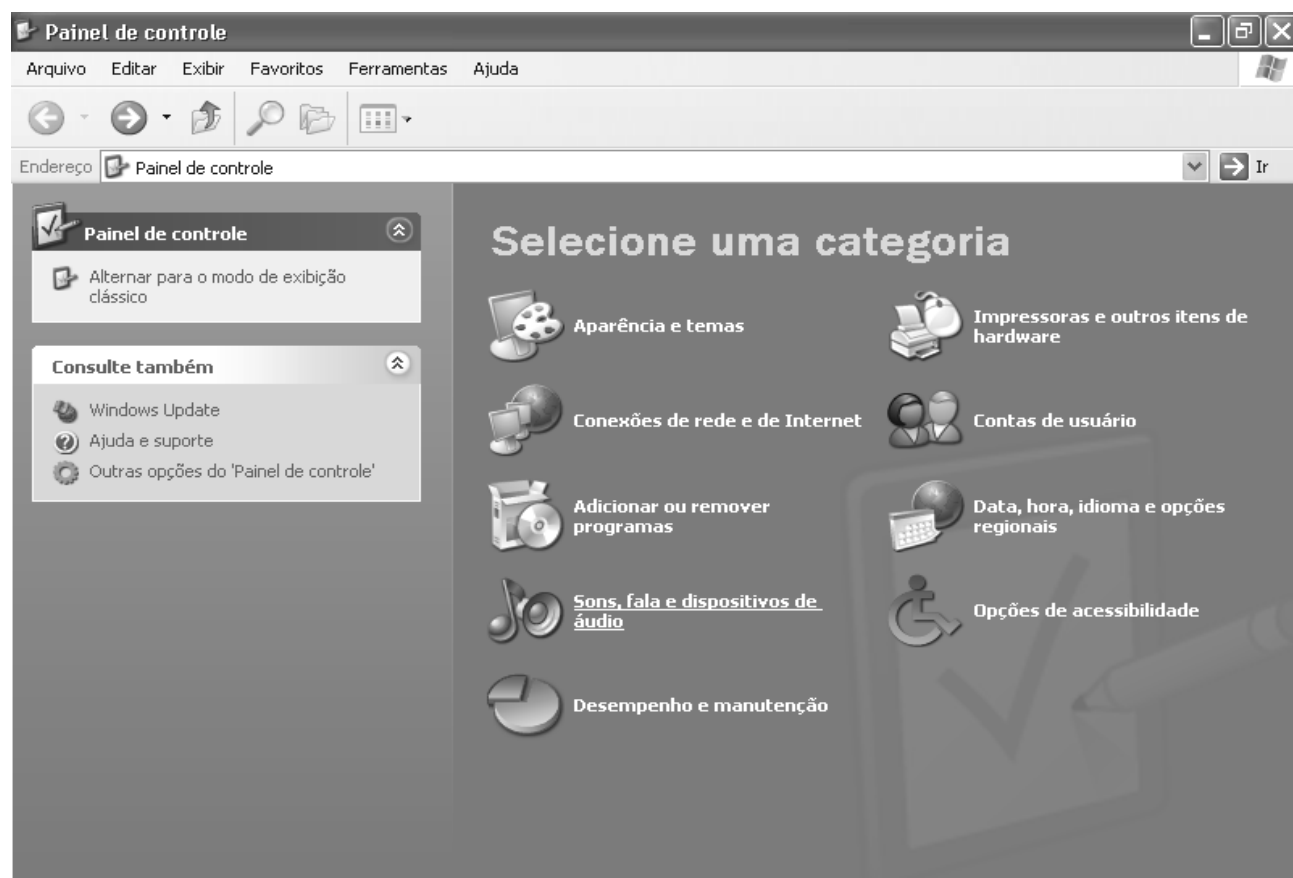 Painel de controle
Arquivo Editar Exibir Favoritos Ferramentas Ajuda
Endereço Painel de controle Ir
Painel de controle
Alternar para o modo de exibição
clássico
Consulte também
Windows Update
Ajuda e suporte
Outras opções do 'Painel de controle'
Selecione uma categoria
Aparência e temas
Impressoras e outros itens de
hardware
Conexões de rede e de Internet
Contas de usuário
Adicionar ou remover
programas
Data, hora, idioma e opções
regionais
Sons, fala e dispositivos de
áudio
Opções de acessibilidade
Desempenho e manutenção